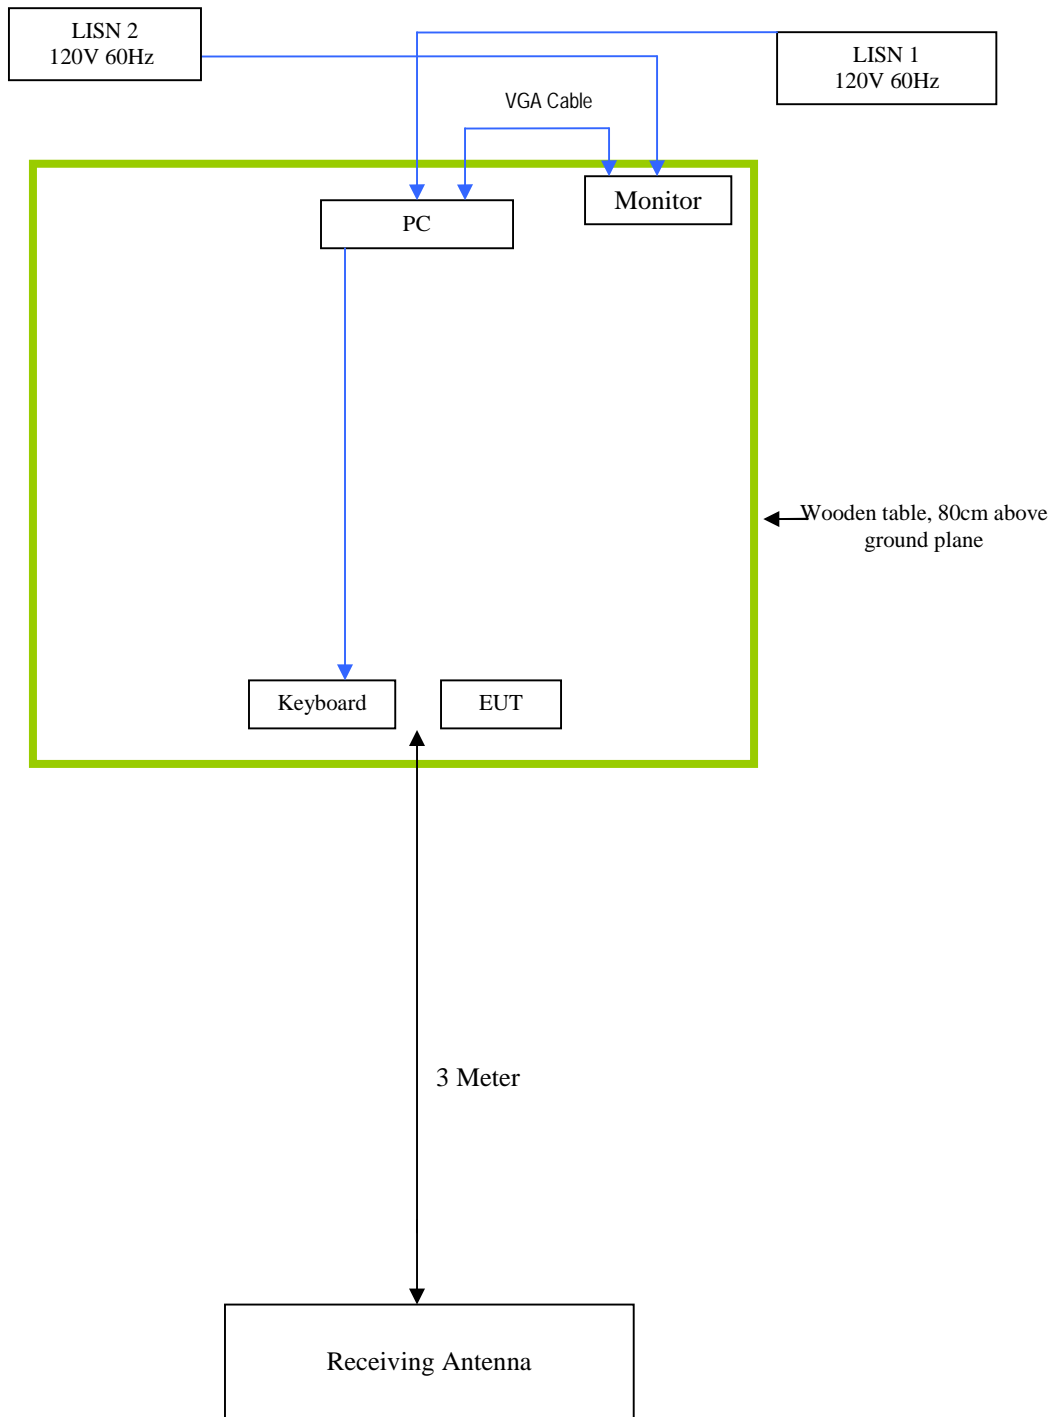 LISN 2
120V 60Hz
LISN 1
120V 60Hz
VGA Cable
Monitor
PC
Wooden table, 80cm above
ground plane
Keyboard
EUT
3 Meter
Receiving Antenna